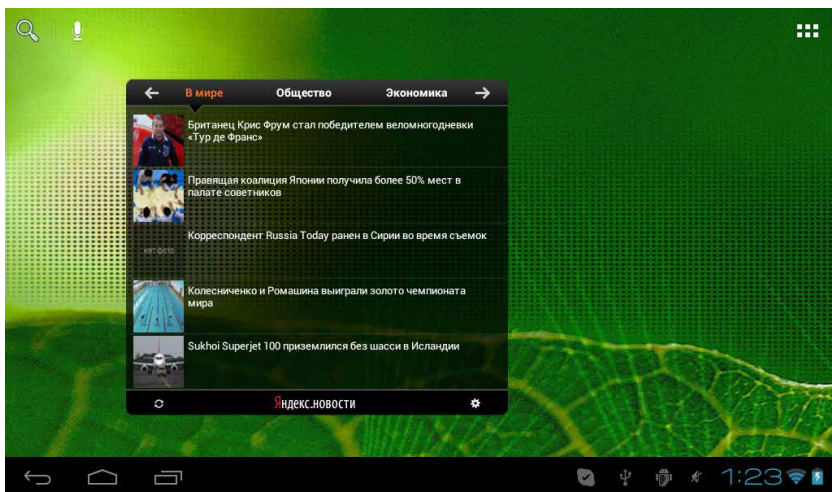 В мире Общество Экономика
Британец Крис Фрум стал победителем веломногодневки
«Тур де Франс»
Правящая коалиция Японии получила более 50% мест в
палате советников
Корреспондент Russia Today ранен в Сирии во время съемок
нет фото
Колесниченко и Ромашина выиграли золото чемпионата
мира
Sukhoi Superjet 100 приземлился без шасси в Исландии
Яндекс.новости
1:23